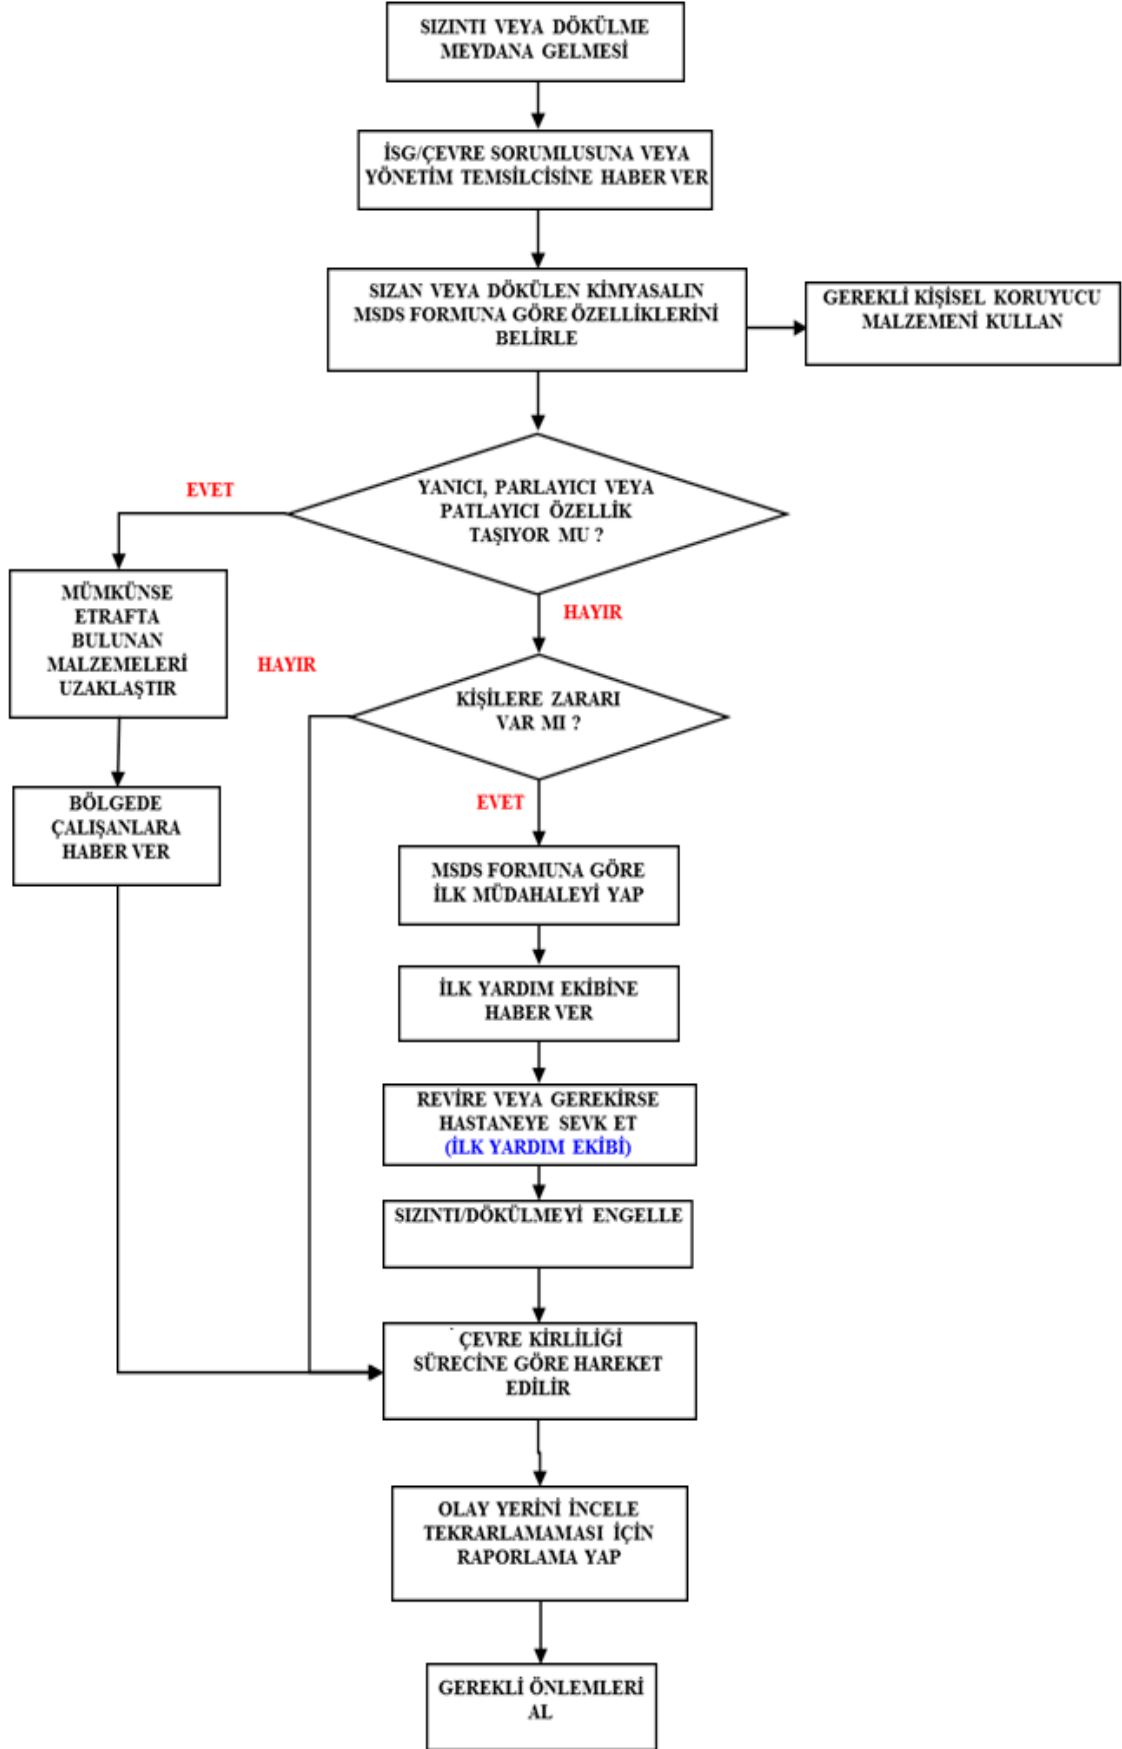 SIZINTI VEYA DÖKÜLME
MEYDANA GELMESİ
İSG/ÇEVRE SORUMLUSUNA VEYA
YÖNETİM TEMSİLCİSİNE HABER VER
SIZAN VEYA DÖKÜLEN KİMYASALIN
MSDS FORMUNA GÖRE ÖZELLİKLERİNİ
BELİRLE
GEREKLİ KİŞİSEL KORUYUCU
MALZEMENİ KULLAN
YANICI, PARLAYICI VEYA
PATLAYICI ÖZELLİK
TAŞIYOR MU ?
EVET
MÜMKÜNSE
ETRAFTA
BULUNAN
MALZEMELERİ
UZAKLAŞTIR
HAYIR
HAYIR
KİŞİLERE ZARARI
VAR MI ?
BÖLGEDE
ÇALIŞANLARA
HABER VER
EVET
MSDS FORMUNA GÖRE
İLK MÜDAHALEYİ YAP
İLK YARDIM EKİBİNE
HABER VER
REVİRE VEYA GEREKİRSE
HASTANEYE SEVK ET
(İLK YARDIM EKİBİ)
SIZINTI/DÖKÜLMEYİ ENGELLE
ÇEVRE KİRLİLİĞİ
SÜRECİNE GÖRE HAREKET
EDİLİR
OLAY YERİNİ İNCELE
TEKRARLAMAMASI İÇİN
RAPORLAMA YAP
GEREKLİ ÖNLEMLERİ
AL